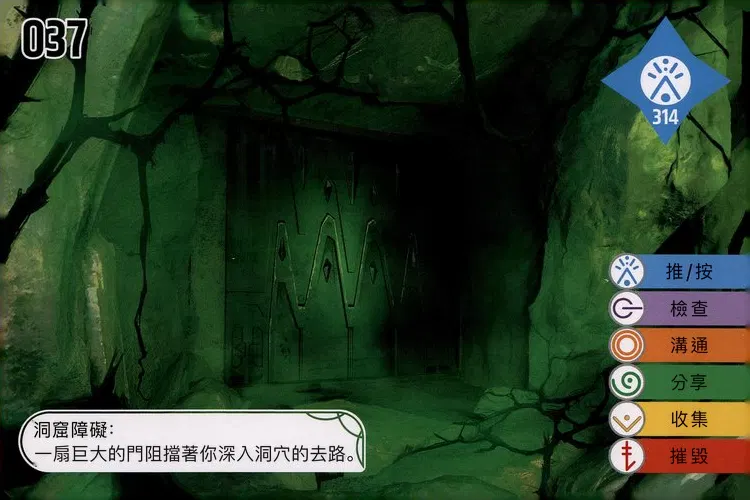 037
314
推/按
檢查
溝通
分享
收集
摧毀
洞窟障礙:
一扇巨大的門阻擋著你深入洞穴的去路。